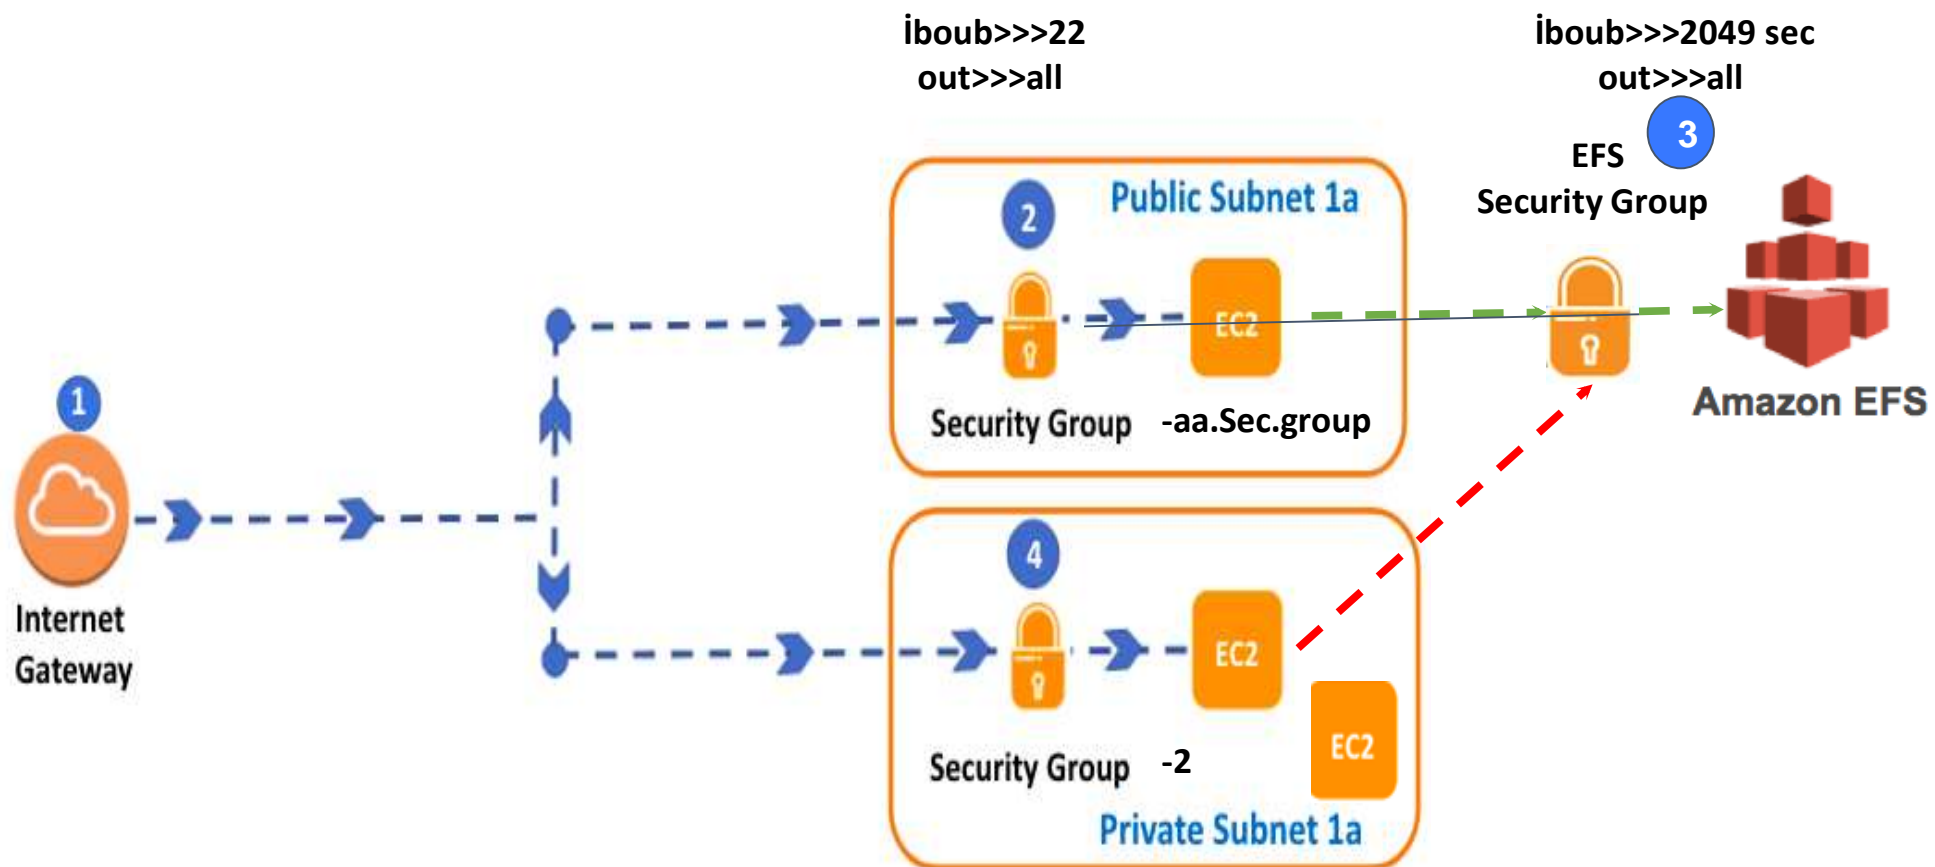 İboub>>>22
out>>>all
İboub>>>2049 sec
out>>>all
3
EFS
Security Group
Public Subnet 1a
2
EC2
Amazon EFS
Security Group -aa.Sec.group
1
Internet
Gateway
4
EC2
EC2
Security Group -2
Private Subnet 1a